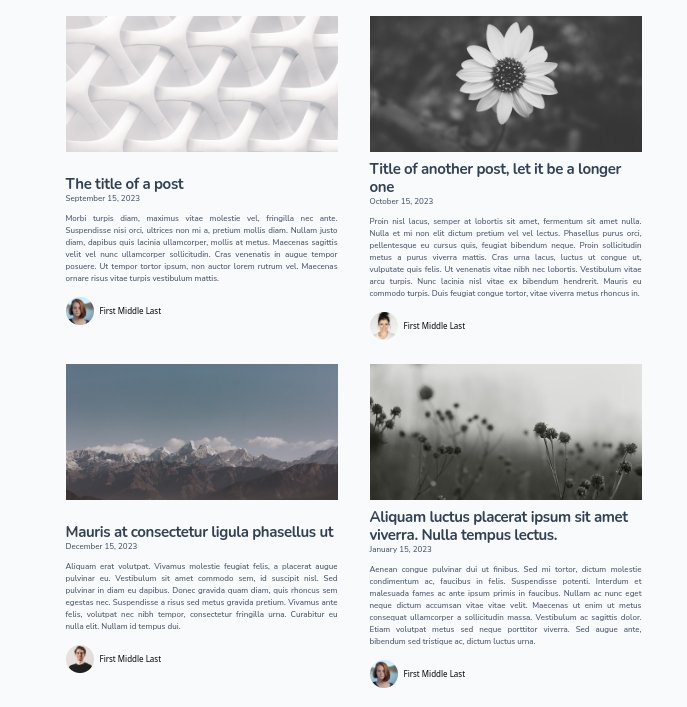 The title of a post
September 15, 2023
Morbi turpis diam, maximus vitae molestie vel, fringilla nec ante.
Suspendisse nisi orci, ultrices non mi a, pretium mollis diam. Nullam justo
diam, dapibus quis lacinia ullamcorper, mollis at metus. Maecenas sagittis
velit vel nunc ullamcorper sollicitudin. Cras venenatis in augue tempor
posuere. Ut tempor tortor ipsum, non auctor lorem rutrum vel. Maecenas
ornare risus vitae turpis vestibulum mattis.
First Middle Last
Title of another post, let it be a longer
one
October 15, 2023
Proin nisl lacus, semper at lobortis sit amet, fermentum sit amet nulla.
Nulla et mi non elit dictum pretium vel vel lectus. Phasellus purus orci,
pellentesque eu cursus quis, feugiat bibendum neque. Proin sollicitudin
metus a purus viverra mattis. Cras urna lacus, luctus ut congue ut,
vulputate quis felis. Ut venenatis vitae nibh nec lobortis. Vestibulum vitae
arcu turpis. Nunc lacinia nisl vitae ex bibendum hendrerit. Mauris eu
commodo turpis. Duis feugiat congue tortor, vitae viverra metus rhoncus in.
First Middle Last
Mauris at consectetur ligula phasellus ut
December 15, 2023
Aliquam erat volutpat. Vivamus molestie feugiat felis, a placerat augue
pulvinar eu. Vestibulum sit amet commodo sem, id suscipit nisl. Sed
pulvinar in diam eu dapibus. Donec gravida quam diam, quis rhoncus sem
egestas nec. Suspendisse a risus sed metus gravida pretium. Vivamus ante
felis, volutpat nec nibh tempor, consectetur fringilla urna. Curabitur eu
nulla elit. Nullam id tempus dui.
First Middle Last
Aliquam luctus placerat ipsum sit amet
viverra. Nulla tempus lectus.
January 15, 2023
Aenean congue pulvinar dui ut finibus. Sed mi tortor, dictum molestie
condimentum ac, faucibus in felis. Suspendisse potenti. Interdum et
malesuada fames ac ante ipsum primis in faucibus. Nullam ac nunc eget
neque dictum accumsan vitae vitae velit. Maecenas ut enim ut metus
consequat ullamcorper a sollicitudin massa. Vestibulum ac sagittis dolor.
Etiam volutpat metus sed neque porttitor viverra. Sed augue ante,
bibendum sed tristique ac, dictum luctus urna.
First Middle Last